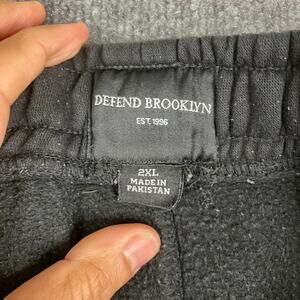 DEFEND BROOKLYN
EST. 1996
2XL
MADE IN
PAKISTAN